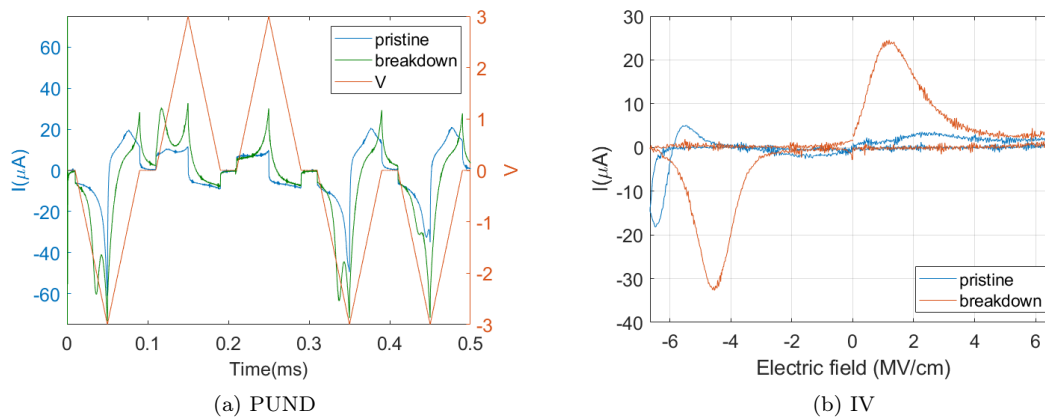 pristine
breakdown
V
I(μA)
60
40
20
0
-20
-40
-60
3
2
1
0
-1
-2
-3
V
0 0.1 0.2 0.3 0.4 0.5
Time(ms)
(a) PUND
30
20
10
0
-10
-20
-30
-40
I(μA)
pristine
breakdown
-6 -4 -2 0 2 4 6
Electric field (MV/cm)
(b) IV